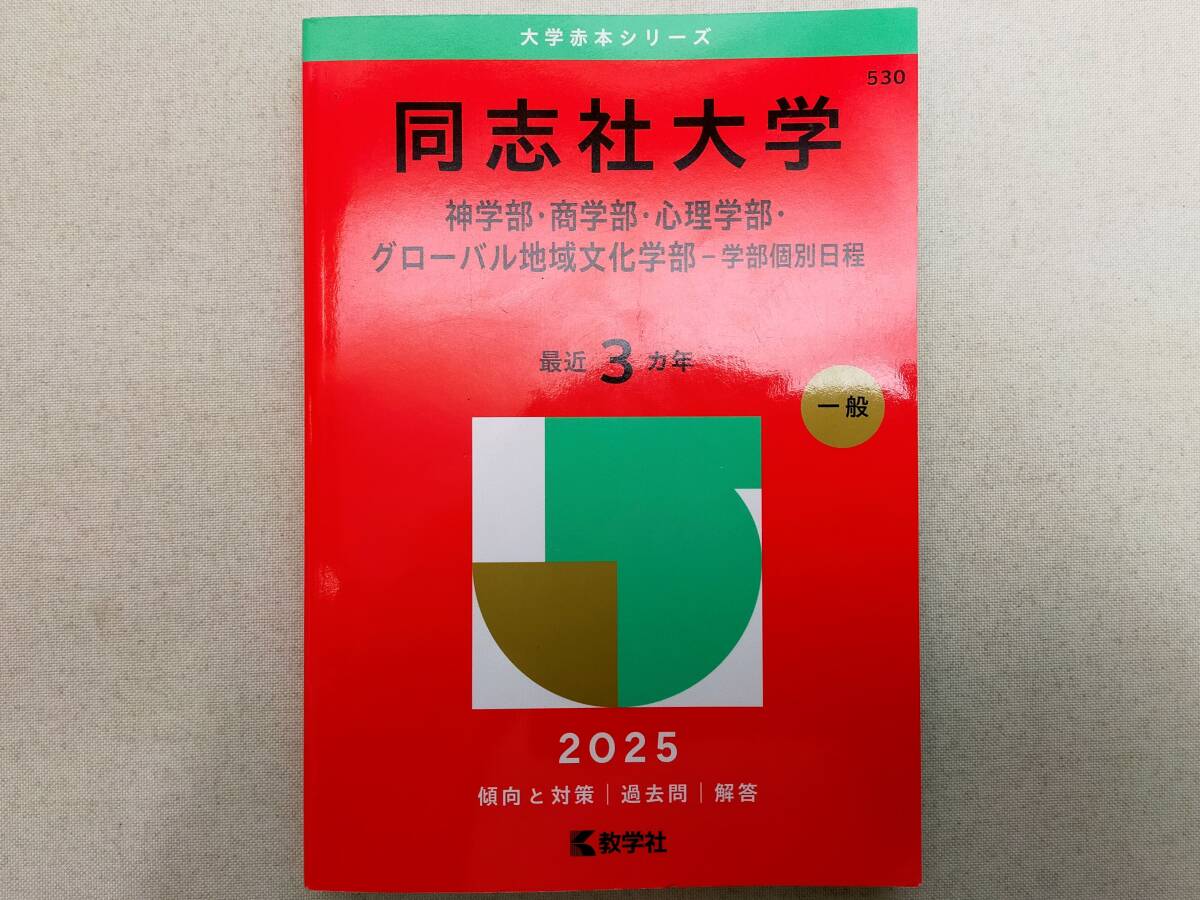 大学赤本シリーズ
530
同志社大学
神学部・商学部・心理学部・
グローバル地域文化学部－学部個別日程
最近 3 カ年
一般
2025
傾向と対策｜過去問｜解答
教学社